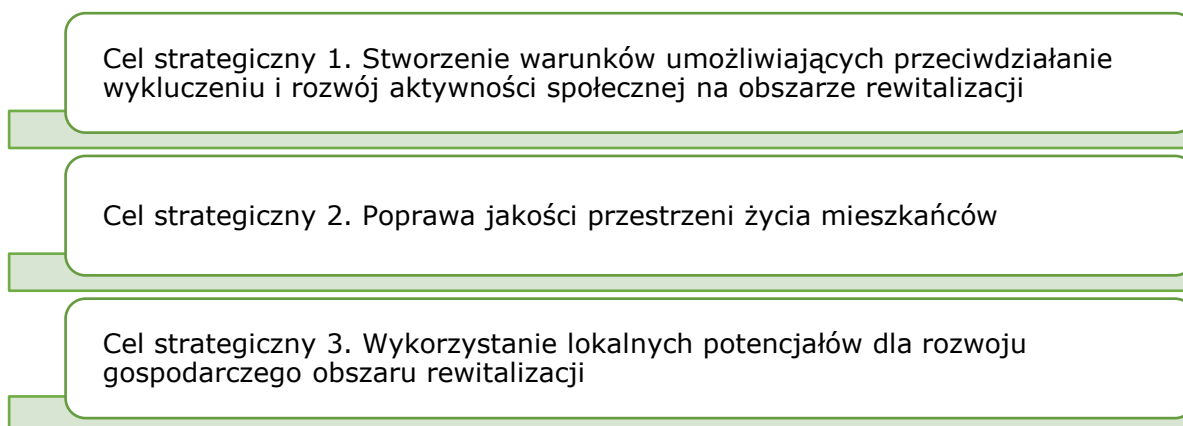 Cel strategiczny 1. Stworzenie warunków umożliwiających przeciwdziałanie
wykluczeniu i rozwój aktywności społecznej na obszarze rewitalizacji
Cel strategiczny 2. Poprawa jakości przestrzeni życia mieszkańców
Cel strategiczny 3. Wykorzystanie lokalnych potencjałów dla rozwoju
gospodarczego obszaru rewitalizacji